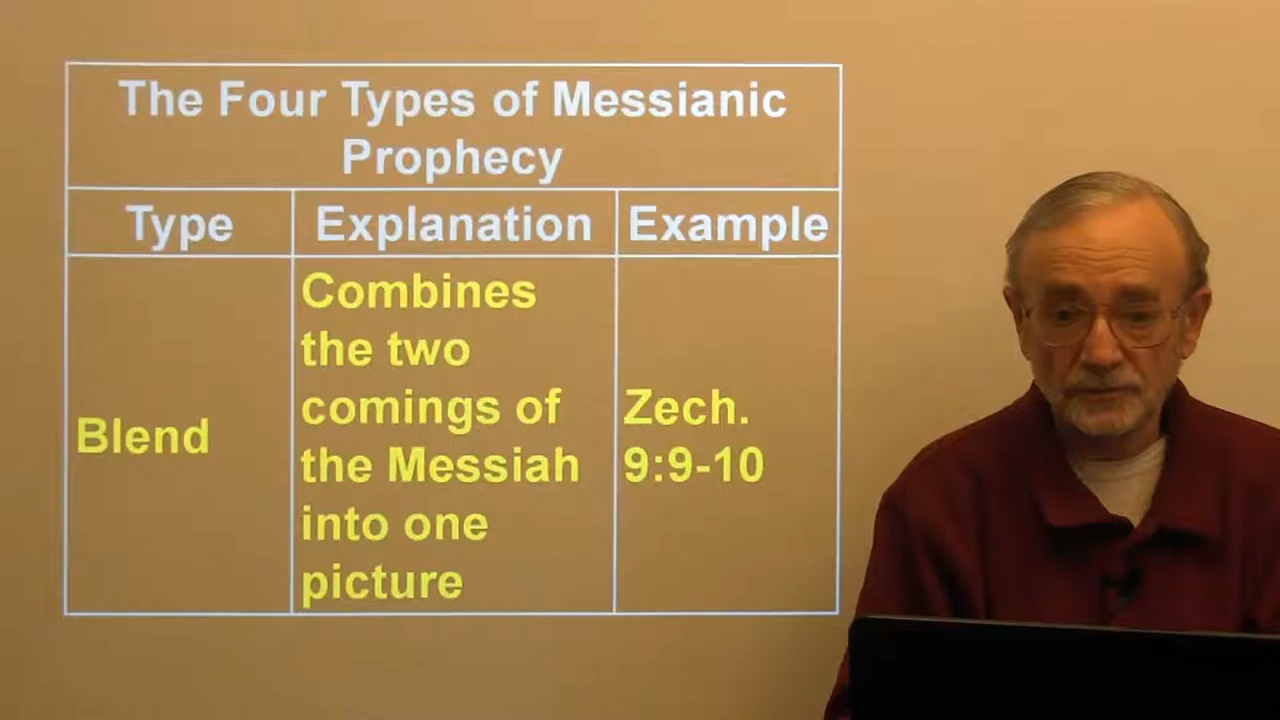 The Four Types of Messianic
Prophecy
Type Explanation Example
Combines
the two
comings of
Blend
the Messiah
into one
picture
Zech.
9:9-10